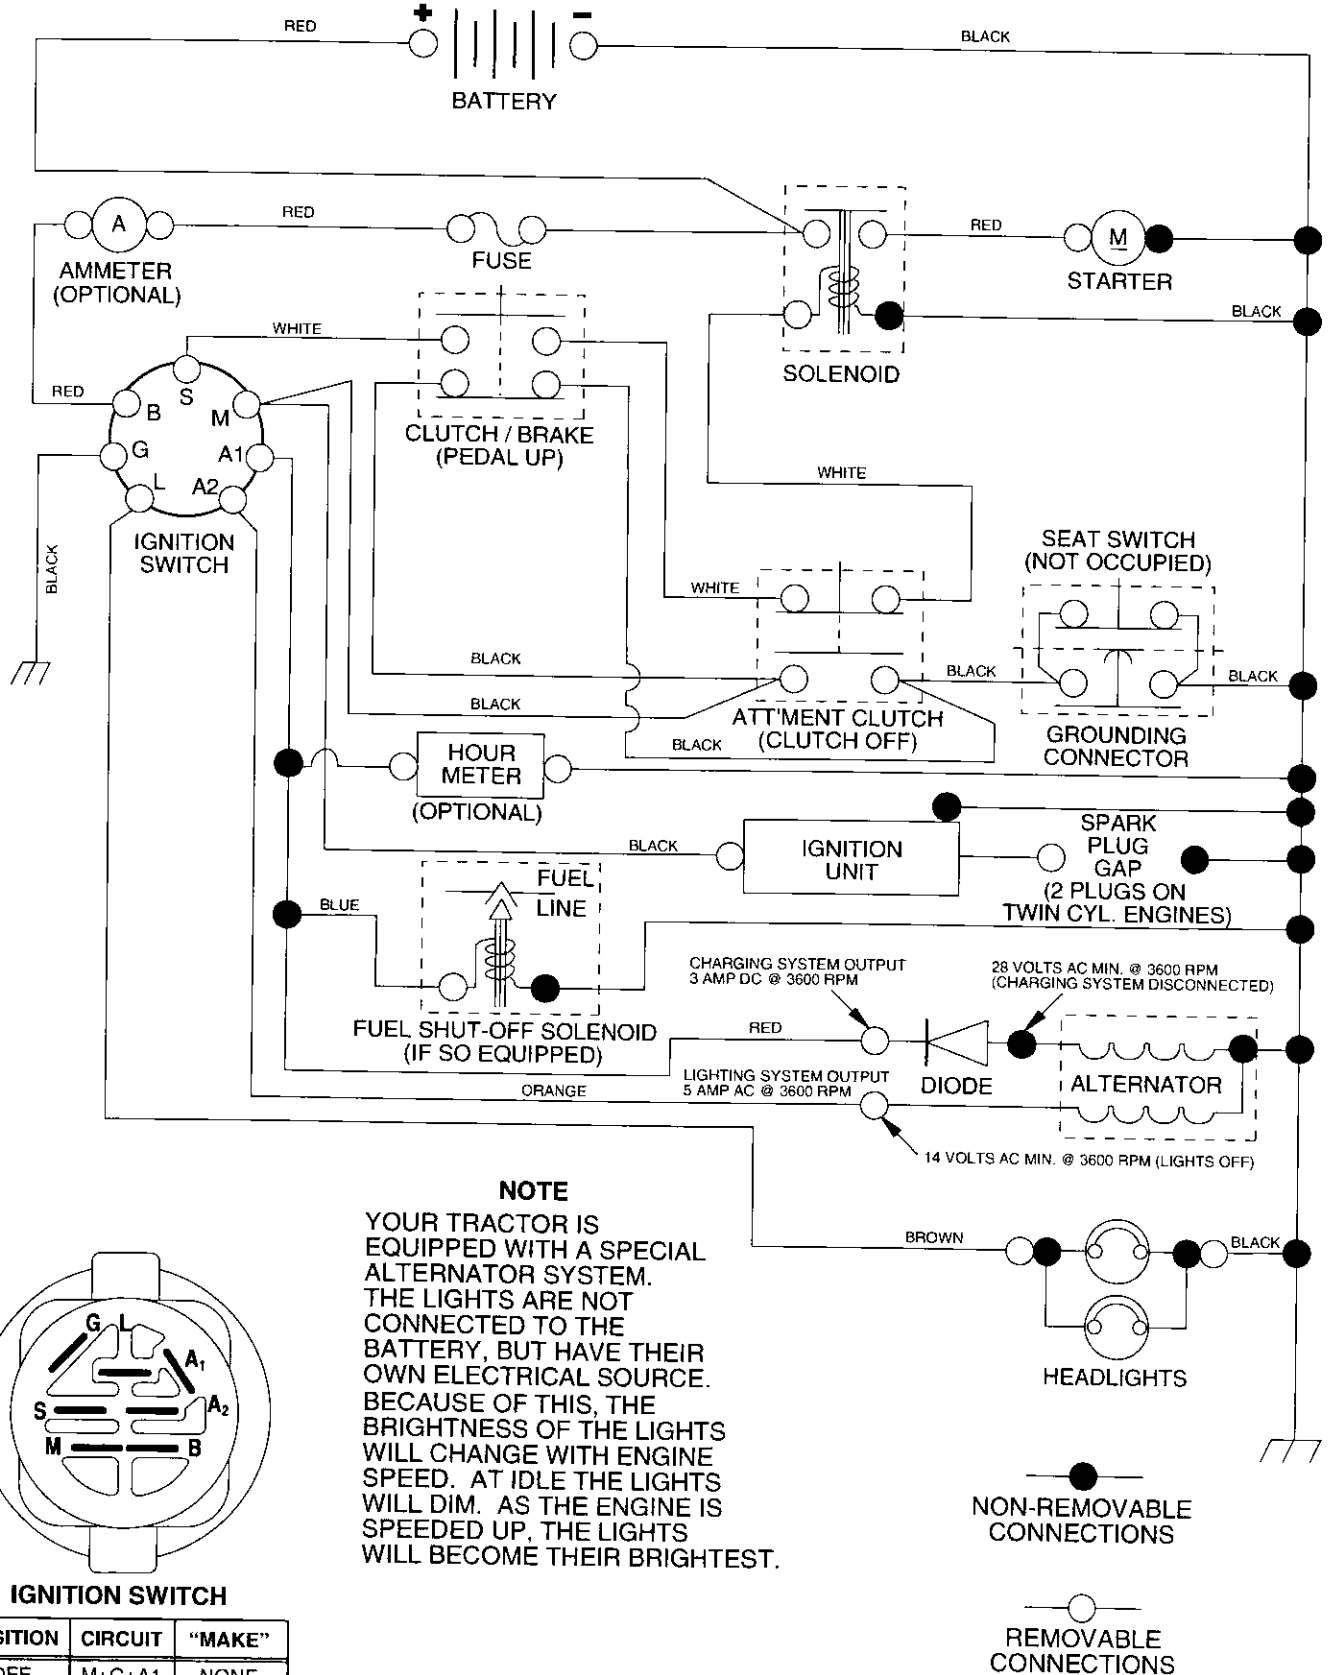 +
-
RED
BLACK
BATTERY
A
RED
AMMETER
(OPTIONAL)
FUSE
RED
M
STARTER
BLACK
SOLENOID
WHITE
RED
S
B
M
G
A1
L
A2
IGNITION
SWITCH
BLACK
CLUTCH / BRAKE
(PEDAL UP)
WHITE
WHITE
SEAT SWITCH
(NOT OCCUPIED)
BLACK
BLACK
BLACK
BLACK
BLACK
ATT'MENT CLUTCH
(CLUTCH OFF)
GROUNDING
CONNECTOR
HOUR
METER
(OPTIONAL)
BLACK
IGNITION
UNIT
SPARK
PLUG
GAP
(2 PLUGS ON
TWIN CYL. ENGINES)
BLUE
FUEL
LINE
FUEL SHUT-OFF SOLENOID
(IF SO EQUIPPED)
CHARGING SYSTEM OUTPUT
3 AMP DC @ 3600 RPM
28 VOLTS AC MIN. @ 3600 RPM
(CHARGING SYSTEM DISCONNECTED)
RED
DIODE
ALTERNATOR
LIGHTING SYSTEM OUTPUT
5 AMP AC @ 3600 RPM
ORANGE
14 VOLTS AC MIN. @ 3600 RPM (LIGHTS OFF)
NOTE
YOUR TRACTOR IS
EQUIPPED WITH A SPECIAL
ALTERNATOR SYSTEM.
THE LIGHTS ARE NOT
CONNECTED TO THE
BATTERY, BUT HAVE THEIR
OWN ELECTRICAL SOURCE.
BECAUSE OF THIS, THE
BRIGHTNESS OF THE LIGHTS
WILL CHANGE WITH ENGINE
SPEED. AT IDLE THE LIGHTS
WILL DIM. AS THE ENGINE IS
SPEEDED UP, THE LIGHTS
WILL BECOME THEIR BRIGHTEST.
BROWN
BLACK
HEADLIGHTS
G L
A1
S
A2
M
B
IGNITION SWITCH
SITION CIRCUIT "MAKE"
OFF M+G+A1 NONE
NON-REMOVABLE
CONNECTIONS
REMOVABLE
CONNECTIONS